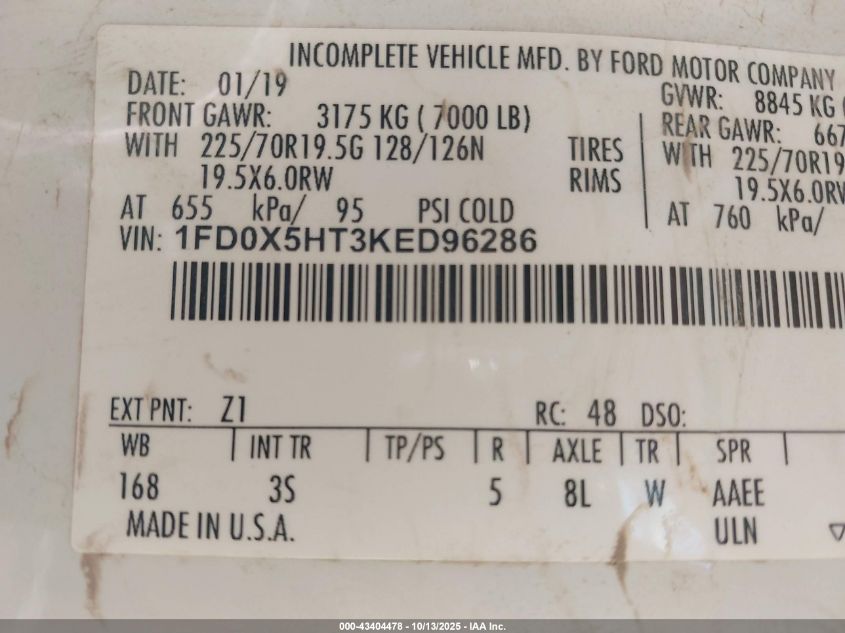 INCOMPLETE VEHICLE MFD. BY FORD MOTOR COMPANY
DATE: 01/19 GVWR: 8845 KG (
FRONT GAWR: 3175 KG ( 7000 LB) REAR GAWR: 667
WITH 225/70R19.5G 128/126N TIRES WITH 225/70R19
19.5X6.0RW RIMS 19.5X6.0RW
AT 655 kPa/ 95 PSI COLD AT 760 kPa/
VIN: 1FD0X5HT3KED96286
EXT PNT: Z1 RC: 48 DSO:
WB INT TR TP/PS R AXLE TR SPR
168 3S 5 8L W AAEE
MADE IN U.S.A. ULN
000-43404478 - 10/13/2025 - IAA Inc.